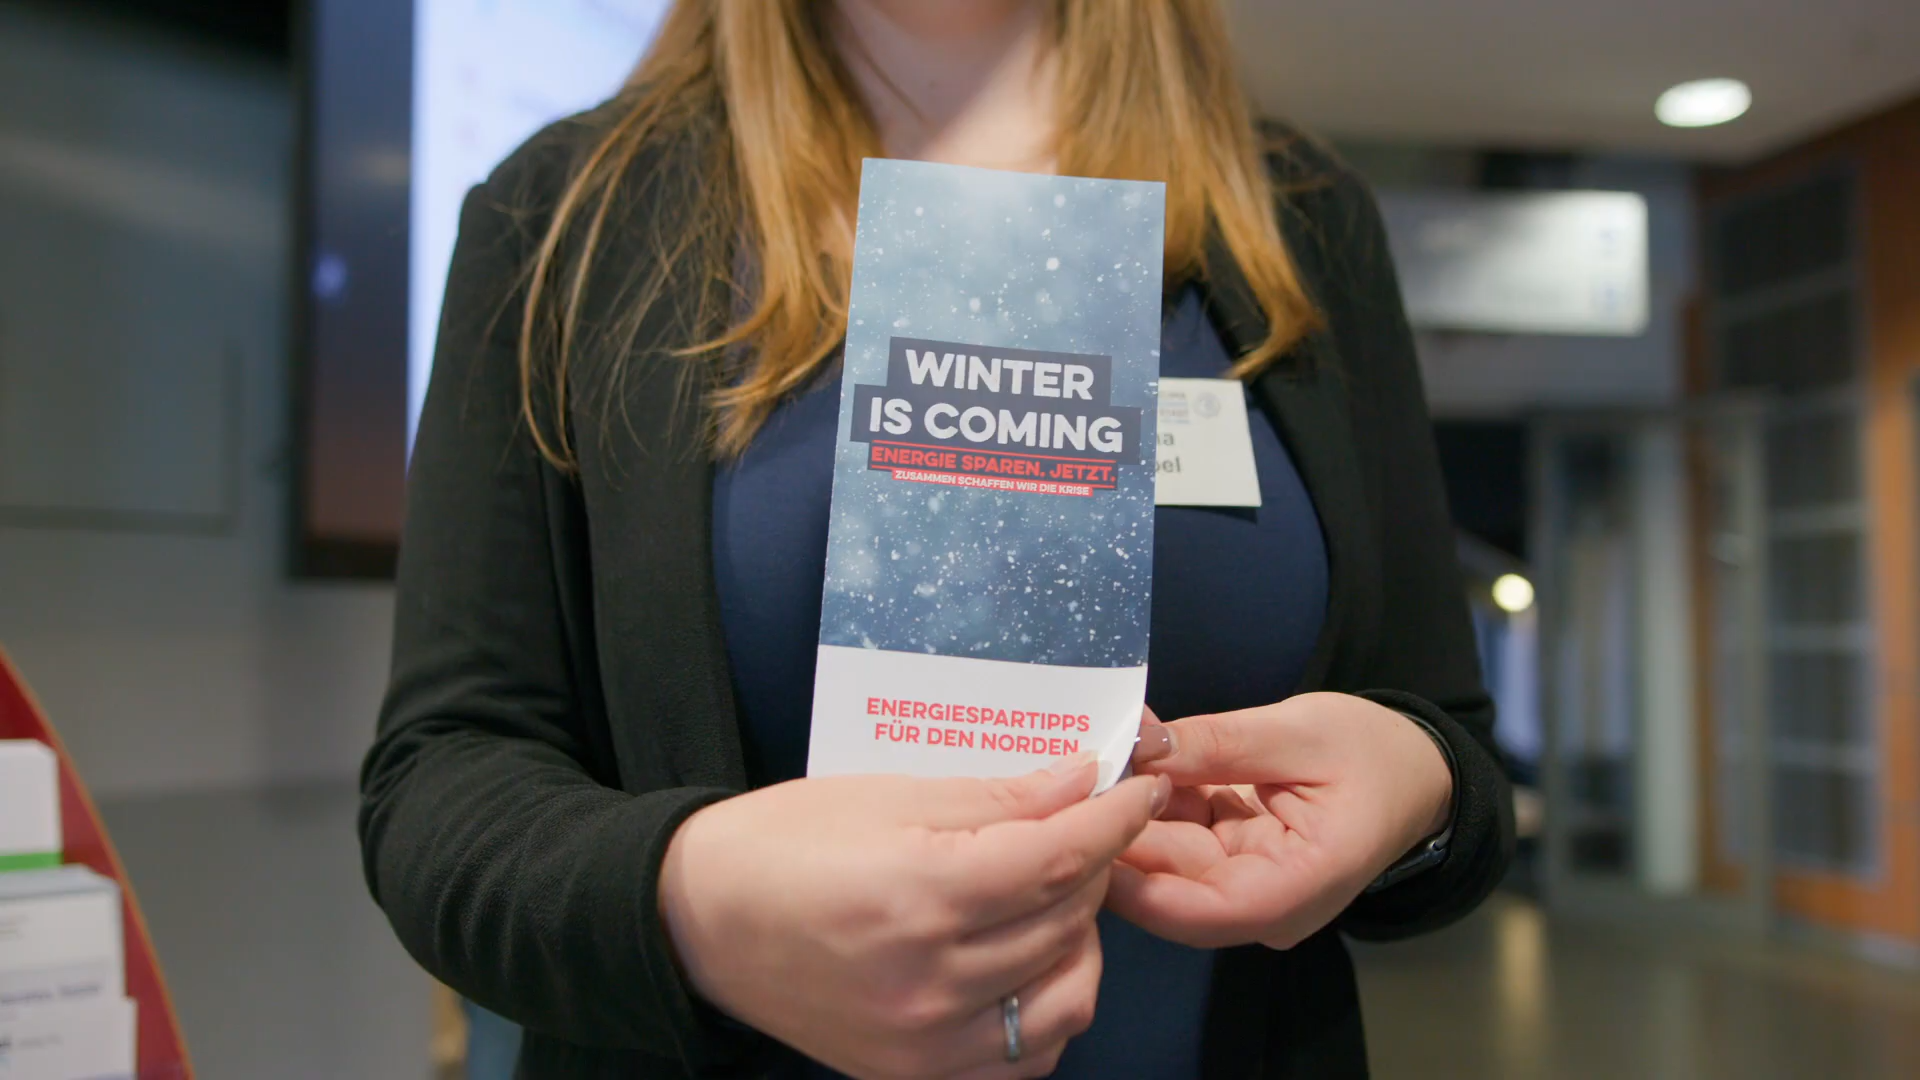 WINTER
IS COMING
ENERGIE SPAREN. JETZT.
ZUSAMMEN SCHAFFEN WIR DIE KRISE
ENERGIESPARTIPPS
FÜR DEN NORDEN